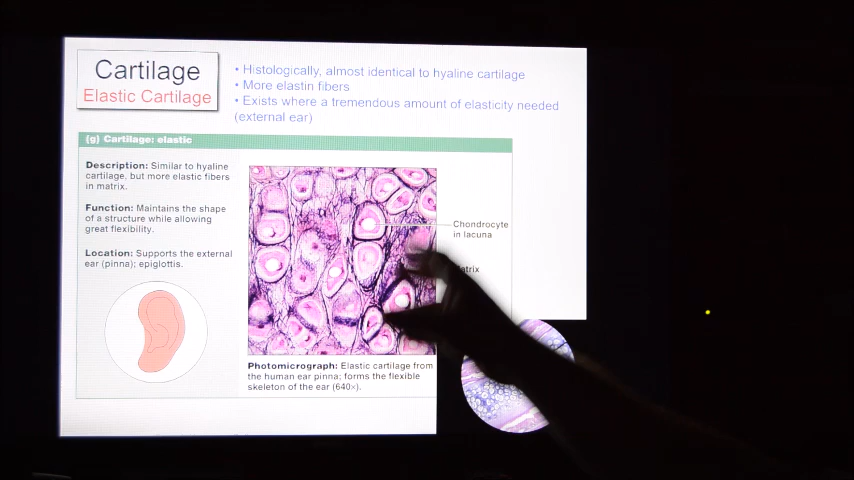 Cartilage
Elastic Cartilage
• Histologically, almost identical to hyaline cartilage
• More elastin fibers
• Exists where a tremendous amount of elasticity needed
(external ear)
(g) Cartilage: elastic
Description: Similar to hyaline
cartilage, but more elastic fibers
in matrix.
Function: Maintains the shape
of a structure while allowing
great flexibility.
Location: Supports the external
ear (pinna); epiglottis.
Chondrocyte
in lacuna
atrix
Photomicrograph: Elastic cartilage from
the human ear pinna; forms the flexible
skeleton of the ear (640×).